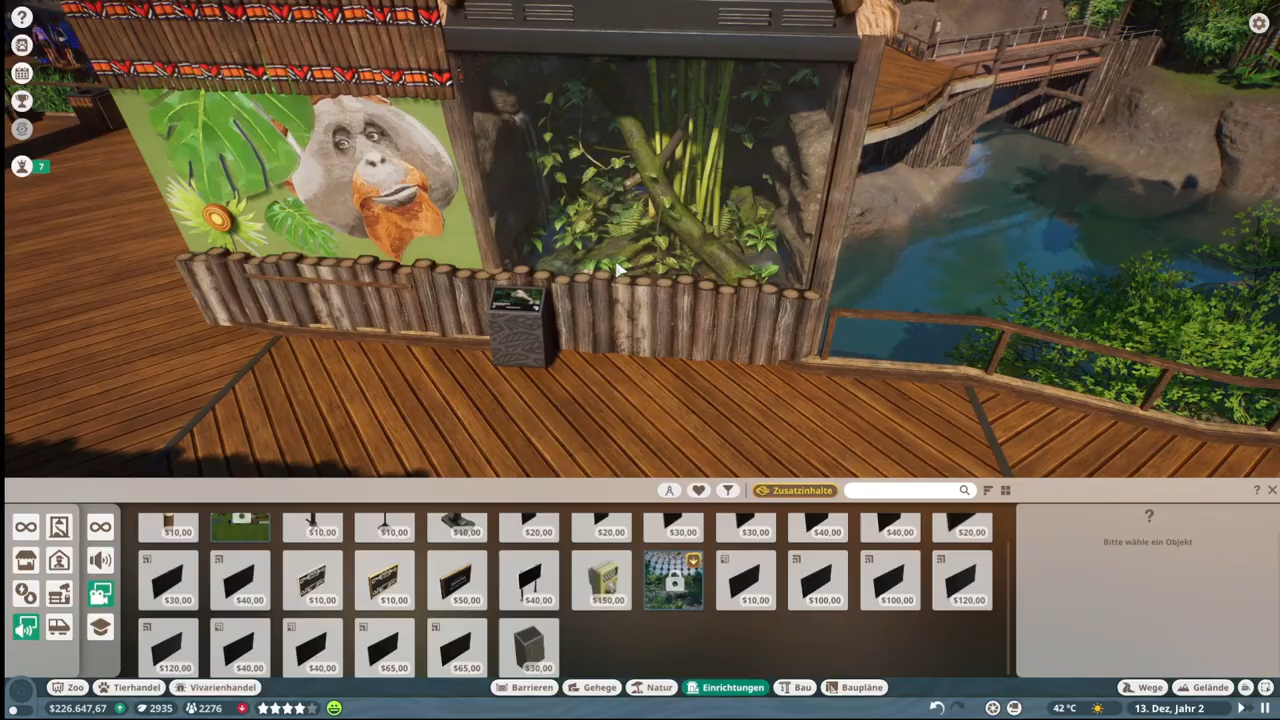 ?
7
Zusatzinhalte
? ×
$10,00 $10,00 $10,00 $10,00 $20,00 $20,00 $30,00 $30,00 $40,00 $40,00 $20,00
$30,00 $40,00 $10,00 $10,00 $50,00 $40,00 $150,00 $10,00 $100,00 $100,00 $120,00
$120,00 $40,00 $40,00 $65,00 $65,00 $30,00
?
Bitte wähle ein Objekt
Zoo Tierhandel Vivarienhandel Barrieren Gehege Natur Einrichtungen Bau Baupläne Wege Gelände
$226.647,67 2935 2276 42 °C 13. Dez, Jahr 2